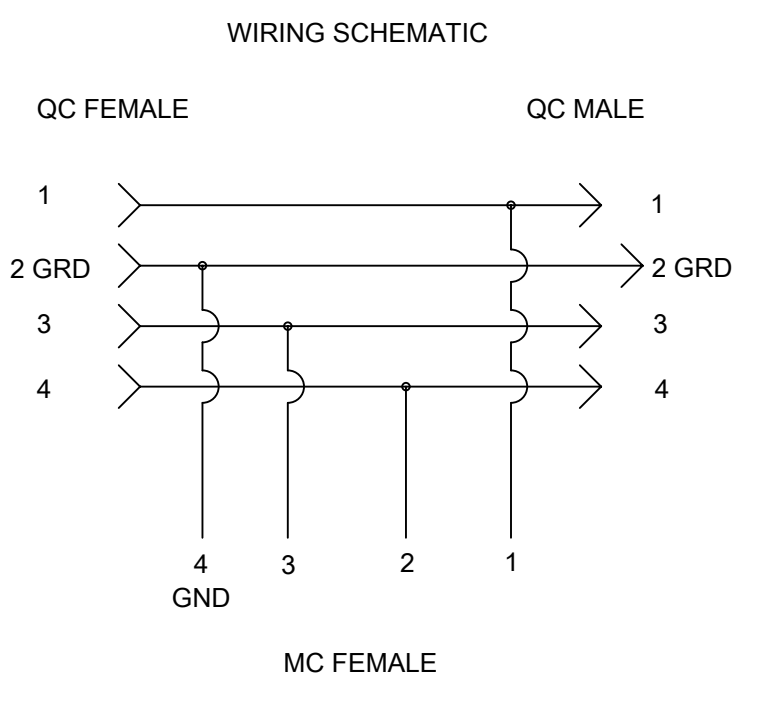 WIRING SCHEMATIC
QC FEMALE QC MALE
1 1
2 GRD 2 GRD
3 3
4 4
4 3 2 1
GND
MC FEMALE